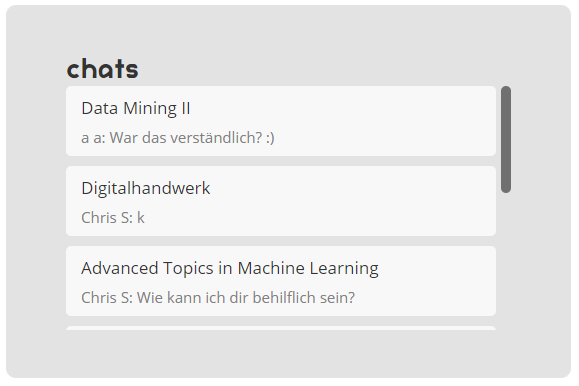 chats
Data Mining II
a a: War das verständlich? :)
Digitalhandwerk
Chris S: k
Advanced Topics in Machine Learning
Chris S: Wie kann ich dir behilflich sein?